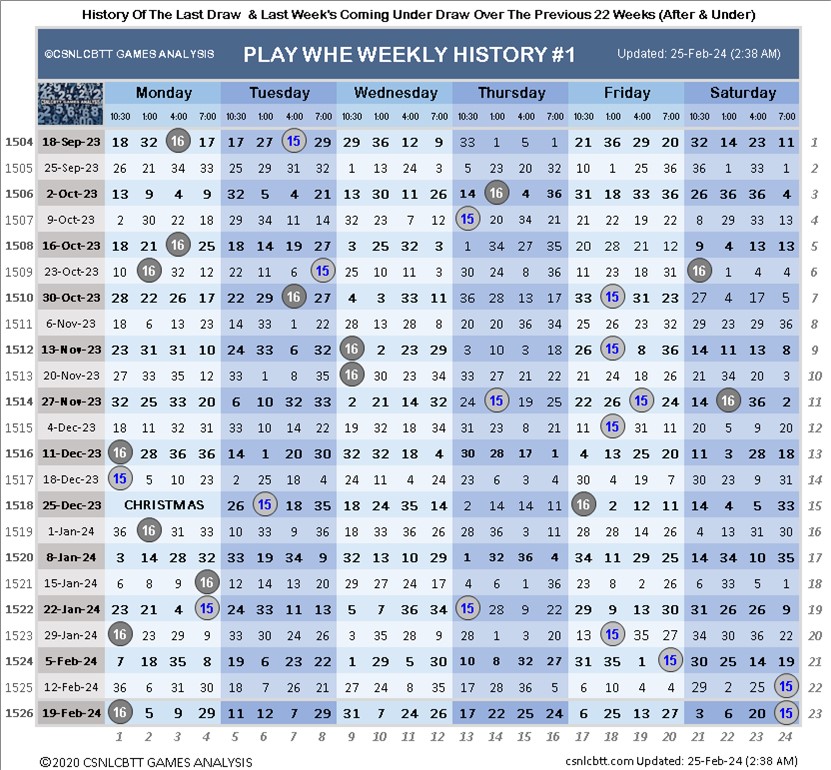 History Of The Last Draw & Last Week's Coming Under Draw Over The Previous 22 Weeks (After & Under)
©CSNLCBTT GAMES ANALYSIS PLAY WHE WEEKLY HISTORY #1 Updated: 25-Feb-24 (2:38 AM)
Monday Tuesday Wednesday Thursday Friday Saturday
10:30 1:00 4:00 7:00 10:30 1:00 4:00 7:00 10:30 1:00 4:00 7:00 10:30 1:00 4:00 7:00 10:30 1:00 4:00 7:00 10:30 1:00 4:00 7:00
1504 18-Sep-23 18 32 16 17 17 27 15 29 29 36 12 9 33 1 5 1 21 36 29 20 32 14 23 11 1
1505 25-Sep-23 26 21 34 33 25 29 31 32 1 13 24 3 5 23 20 32 10 1 25 36 36 1 33 1 2
1506 2-Oct-23 13 9 4 9 32 5 4 21 13 30 11 26 14 16 4 36 31 18 33 36 26 36 36 4 3
1507 9-Oct-23 2 30 22 18 29 34 11 14 32 23 7 12 15 20 34 21 21 22 19 22 8 29 33 13 4
1508 16-Oct-23 18 21 16 25 18 14 19 27 3 25 32 3 1 34 27 35 20 28 21 12 9 4 13 13 5
1509 23-Oct-23 10 16 32 12 22 11 6 15 25 10 11 3 30 24 8 36 11 23 18 31 16 1 4 4 6
1510 30-Oct-23 28 22 26 17 22 29 16 27 4 3 33 11 36 28 13 17 33 15 31 23 27 4 17 5 7
1511 6-Nov-23 18 6 13 23 14 33 1 22 28 13 28 8 20 20 36 34 25 26 23 32 29 23 29 36 8
1512 13-Nov-23 23 31 31 10 24 33 6 32 16 2 23 29 3 10 3 18 26 15 8 36 14 11 13 8 9
1513 20-Nov-23 27 33 35 12 33 1 8 35 16 30 23 34 33 27 21 22 21 24 18 26 21 34 20 3 10
1514 27-Nov-23 32 25 33 20 6 10 32 33 2 21 14 32 24 15 19 25 22 26 15 14 14 16 36 2 11
1515 4-Dec-23 18 11 32 31 33 10 14 22 19 32 18 34 31 23 8 21 13 15 31 11 20 5 9 20 12
1516 11-Dec-23 16 28 36 36 14 1 20 30 32 32 18 4 30 28 17 1 4 13 25 20 11 3 28 18 13
1517 18-Dec-23 15 5 10 23 2 25 18 4 24 11 4 24 23 6 3 4 30 4 19 7 30 23 9 29 14
1518 25-Dec-23 CHRISTMAS 26 15 18 35 18 24 35 14 2 14 14 11 16 2 12 11 14 4 5 33 15
1519 1-Jan-24 36 16 31 33 10 33 9 36 18 33 36 26 28 36 3 11 28 28 14 26 4 13 31 30 16
1520 8-Jan-24 3 14 28 32 33 19 34 9 32 13 10 29 1 32 36 4 34 11 29 25 14 34 10 35 17
1521 15-Jan-24 6 8 9 16 12 14 13 20 29 27 24 17 4 6 1 36 23 8 2 26 6 33 5 1 18
1522 22-Jan-24 23 21 4 15 24 33 11 13 5 7 36 34 15 28 9 22 29 9 13 30 31 26 26 9 19
1523 29-Jan-24 16 23 29 9 33 30 24 26 3 35 28 9 28 1 3 20 13 15 35 27 34 30 36 22 20
1524 5-Feb-24 7 18 35 8 19 6 23 22 1 29 5 30 10 8 32 27 31 35 1 15 30 25 14 19 21
1525 12-Feb-24 36 6 31 30 18 7 26 21 27 24 8 35 17 28 36 5 6 10 4 4 29 2 25 15 22
1526 19-Feb-24 16 5 9 29 11 12 7 29 31 7 24 26 17 22 25 24 6 25 13 27 3 6 20 15 23
1 2 3 4 5 6 7 8 9 10 11 12 13 14 15 16 17 18 19 20 21 22 23 24
©2020 CSNLCBTT GAMES ANALYSIS csnlcbtt.com Updated: 25-Feb-24 (2:38 AM)